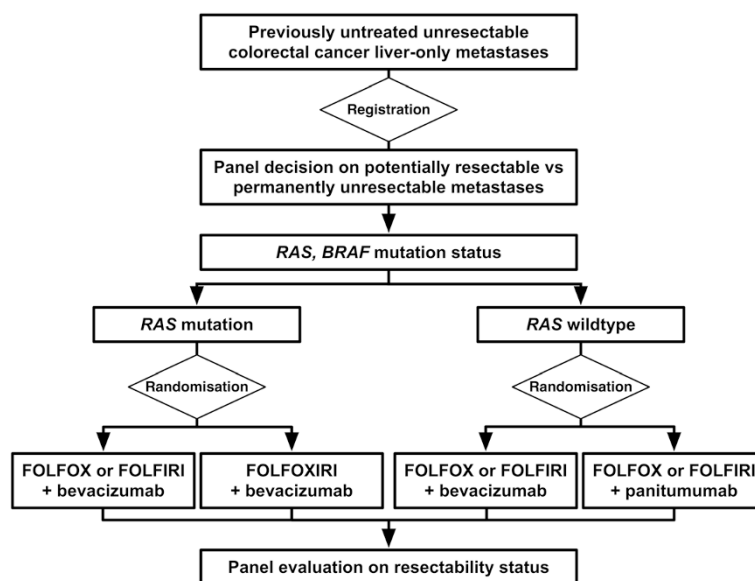 Previously untreated unresectable
colorectal cancer liver-only metastases
Registration
Panel decision on potentially resectable vs
permanently unresectable metastases
RAS, BRAF mutation status
RAS mutation
RAS wildtype
Randomisation
Randomisation
FOLFOX or FOLFIRI
+ bevacizumab
FOLFOXIRI
+ bevacizumab
FOLFOX or FOLFIRI
+ bevacizumab
FOLFOX or FOLFIRI
+ panitumumab
Panel evaluation on resectability status